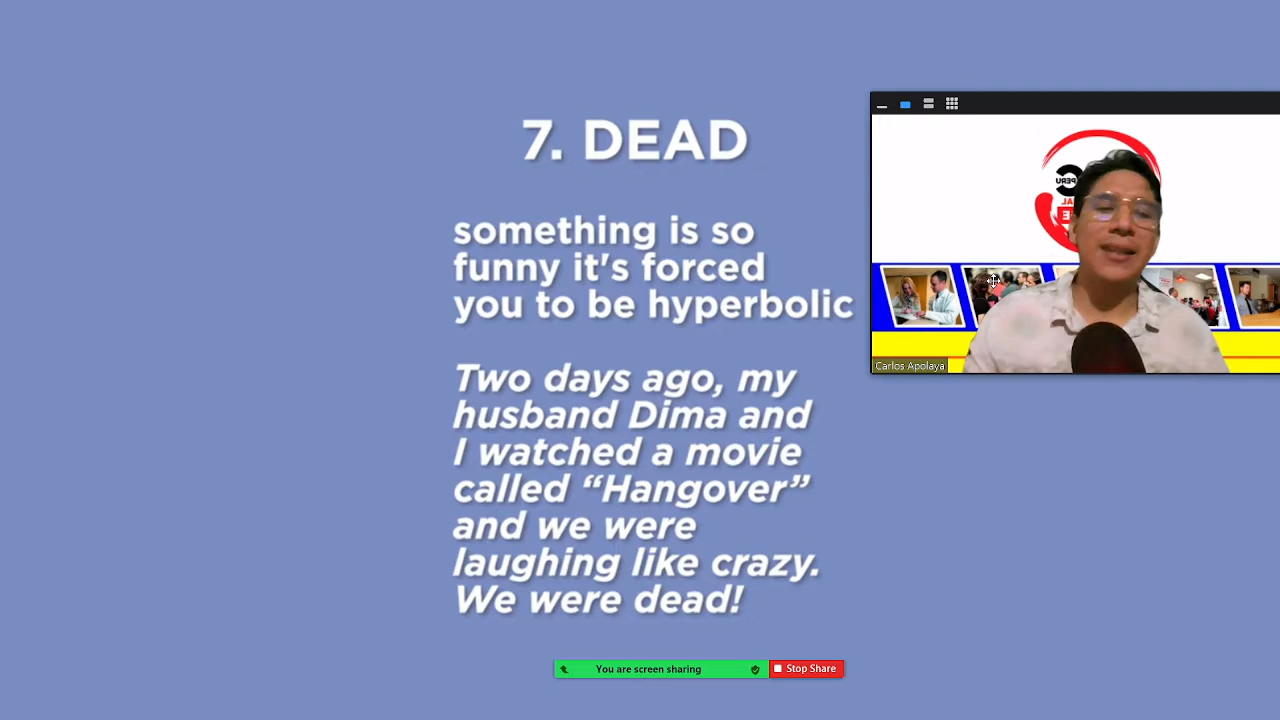 7. DEAD
something is so
funny it's forced
you to be hyperbolic
Two days ago, my
husband Dima and
I watched a movie
called “Hangover”
and we were
laughing like crazy.
We were dead!
PERU
Carlos Apolaya
You are screen sharing
Stop Share